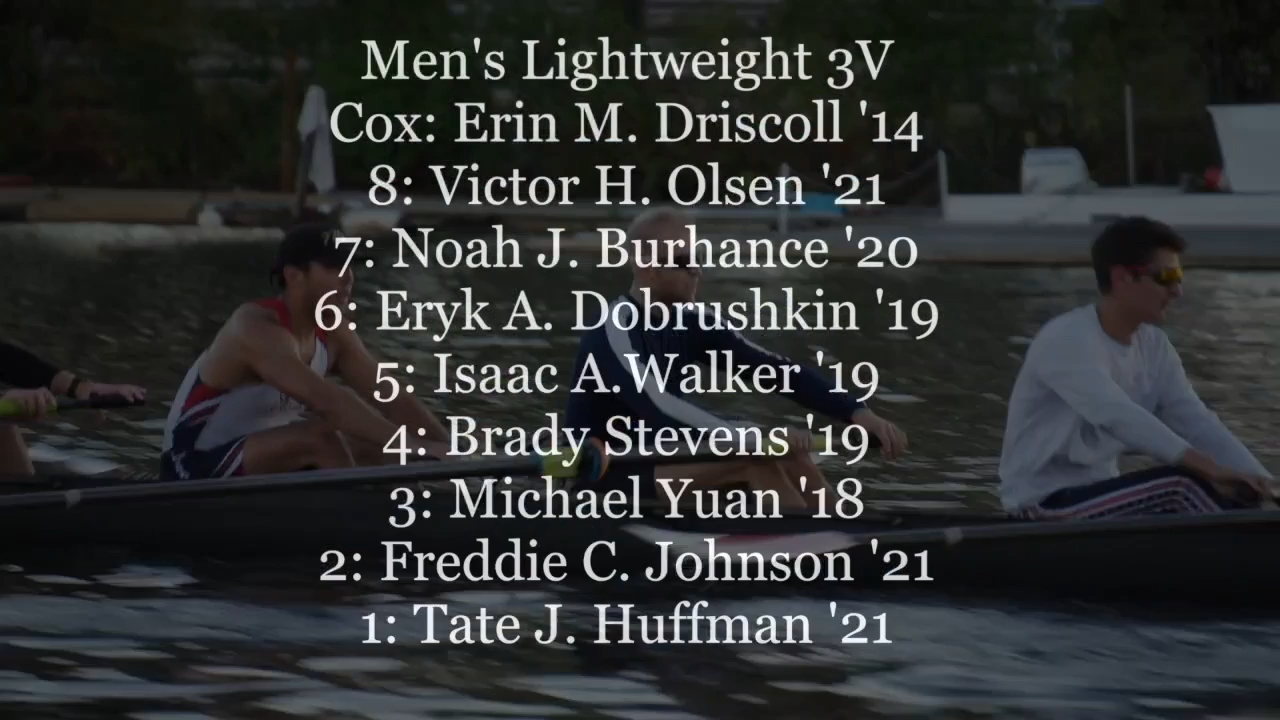 Men's Lightweight 3V
Cox: Erin M. Driscoll '14
8: Victor H. Olsen '21
7: Noah J. Burhance '20
6: Eryk A. Dobrushkin '19
5: Isaac A.Walker '19
4: Brady Stevens '19
3: Michael Yuan '18
2: Freddie C. Johnson '21
1: Tate J. Huffman '21